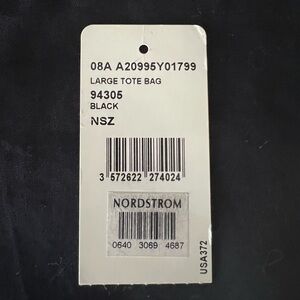 08A A20995Y01799
LARGE TOTE BAG
94305
BLACK
NSZ
3 572622 274024
NORDSTROM
0640 3069 4687
USA372